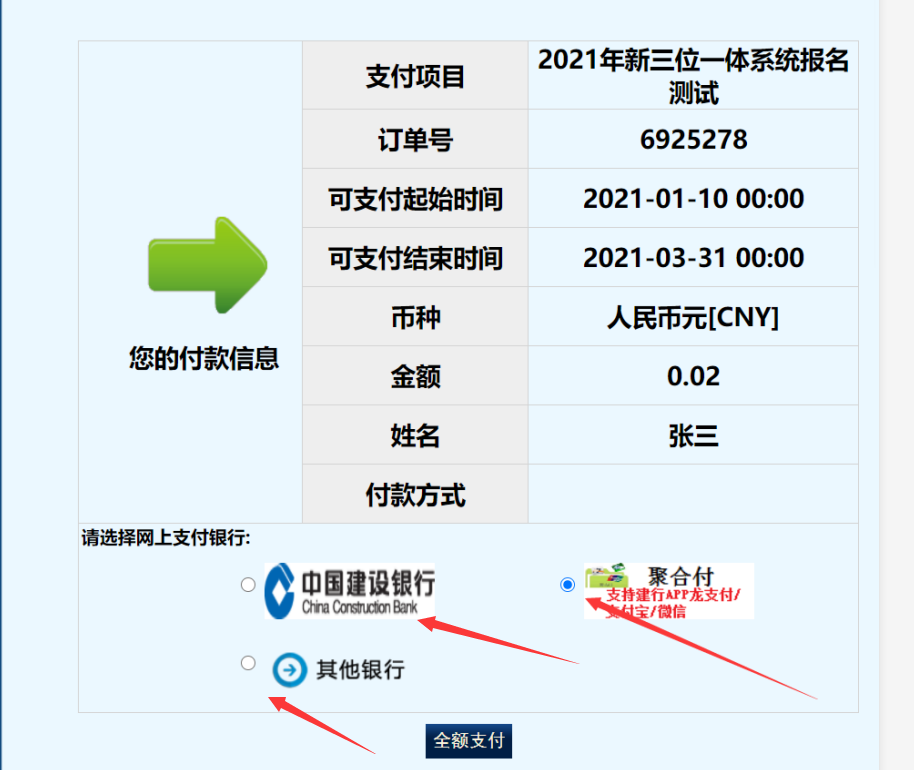 支付项目
2021年新三位一体系统报名
测试
订单号
6925278
可支付起始时间
2021-01-10 00:00
可支付结束时间
2021-03-31 00:00
您的付款信息
币种
人民币元[CNY]
金额
0.02
姓名
张三
付款方式
请选择网上支付银行:
中国建设银行
China Construction Bank
聚合付
支持建行APP龙支付/
支付宝/微信
其他银行
全额支付